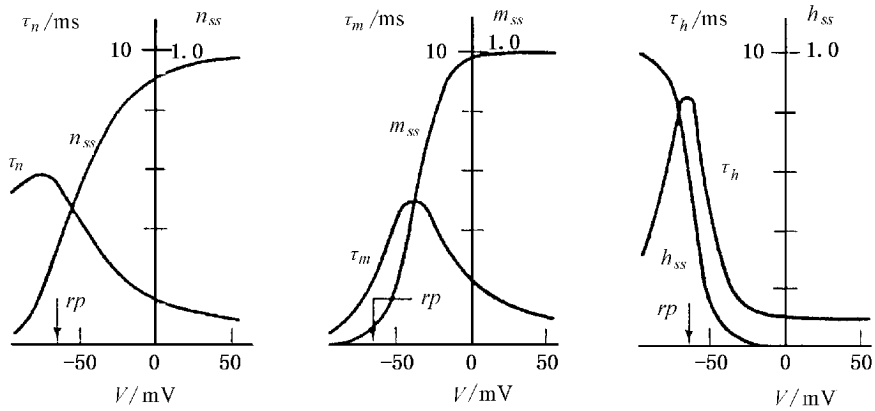 τn/ms nss
10 1.0
nss
τn
rp
-50 0 50
V/mV
τm/ms mss
10 1.0
mss
τm
rp
-50 0 50
V/mV
τh/ms hss
10 1.0
τh
hss
rp
-50 0 50
V/mV